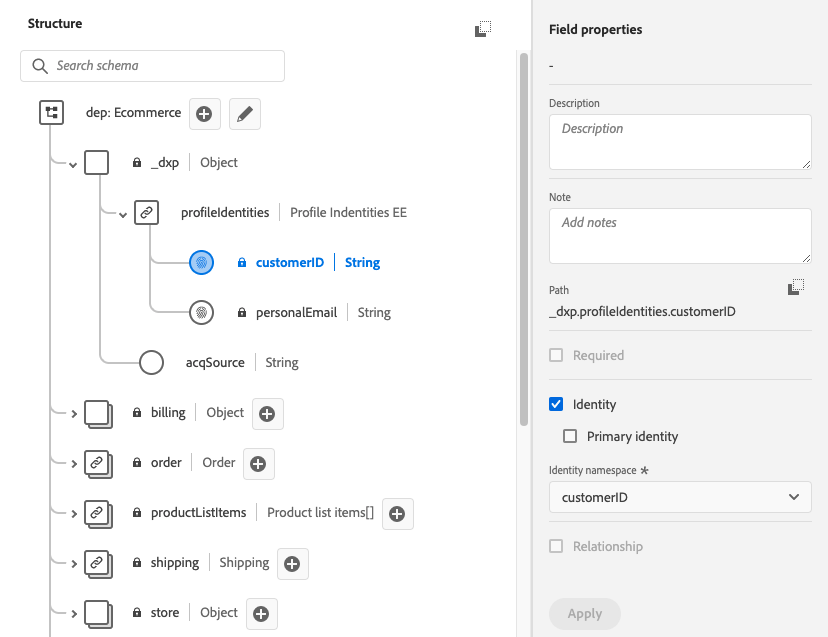 Structure
Search schema
dep: Ecommerce
_dxp Object
profileIdentities Profile Indentities EE
customerID String
personalEmail String
acqSource String
billing Object
order Order
productListItems Product list items[]
shipping Shipping
store Object
Field properties
-
Description
Description
Note
Add notes
Path
_dxp.profileIdentities.customerID
Required
Identity
Primary identity
Identity namespace *
customerID
Relationship
Apply